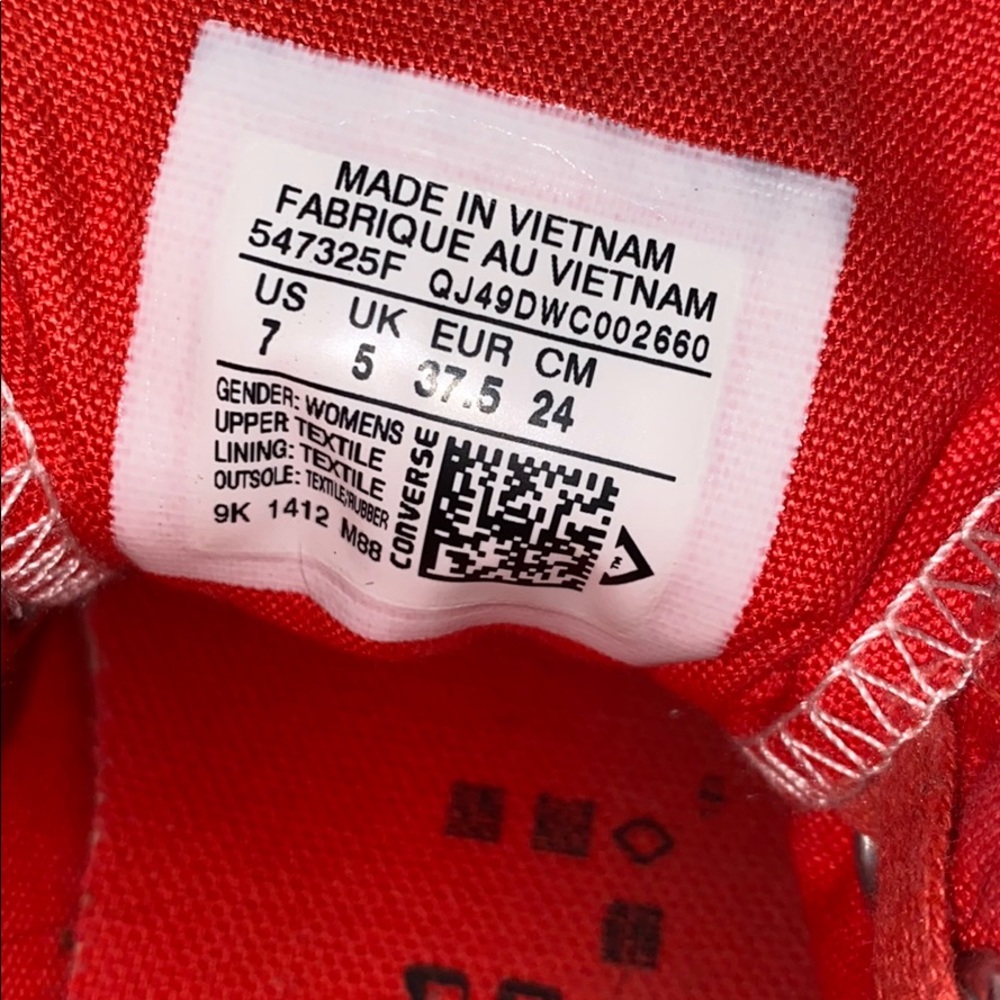 MADE IN VIETNAM
FABRIQUE AU VIETNAM
547325F QJ49DWC002660
US UK EUR CM
7 5 37.5 24
GENDER: WOMENS
UPPER TEXTILE
LINING: TEXTILE
OUTSOLE: TEXTILE/RUBBER
9K 1412 M88
CONVERSE
TM